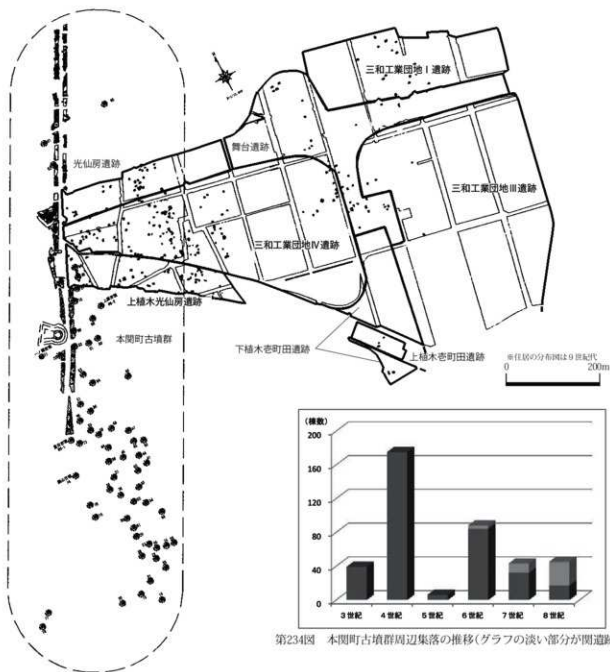 三和工業団地Ⅰ遺跡
舞台遺跡
光仙房遺跡
三和工業団地Ⅲ遺跡
三和工業団地Ⅳ遺跡
上植木光仙房遺跡
本関町古墳群
下植木壱町田遺跡
上植木壱町田遺跡
※住居の分布図は9世紀代
0 200m
(棟数)
200
160
120
80
40
0
3世紀 4世紀 5世紀 6世紀 7世紀 8世紀
第234図 本関町古墳群周辺集落の推移(グラフの淡い部分が関遺跡